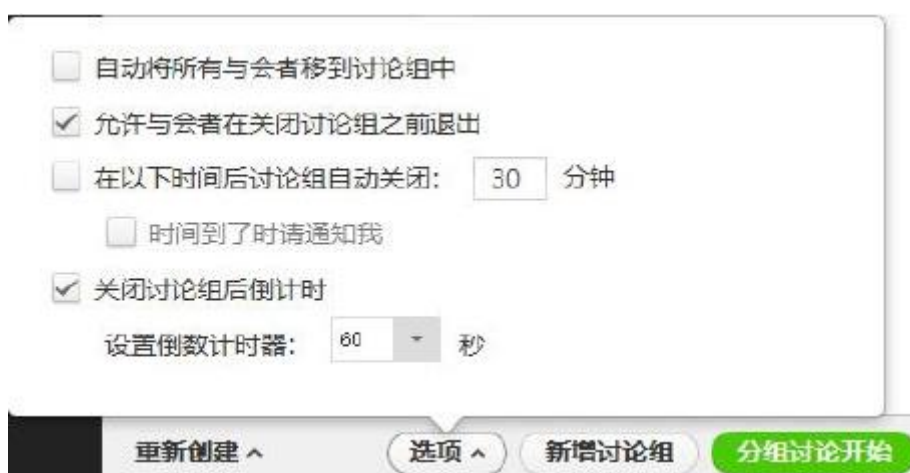 自动将所有与会者移到讨论组中
允许与会者在关闭讨论组之前退出
在以下时间后讨论组自动关闭: 30 分钟
时间到了时请通知我
关闭讨论组后倒计时
设置倒数计时器: 60 秒
重新创建 选项 新增讨论组 分组讨论开始